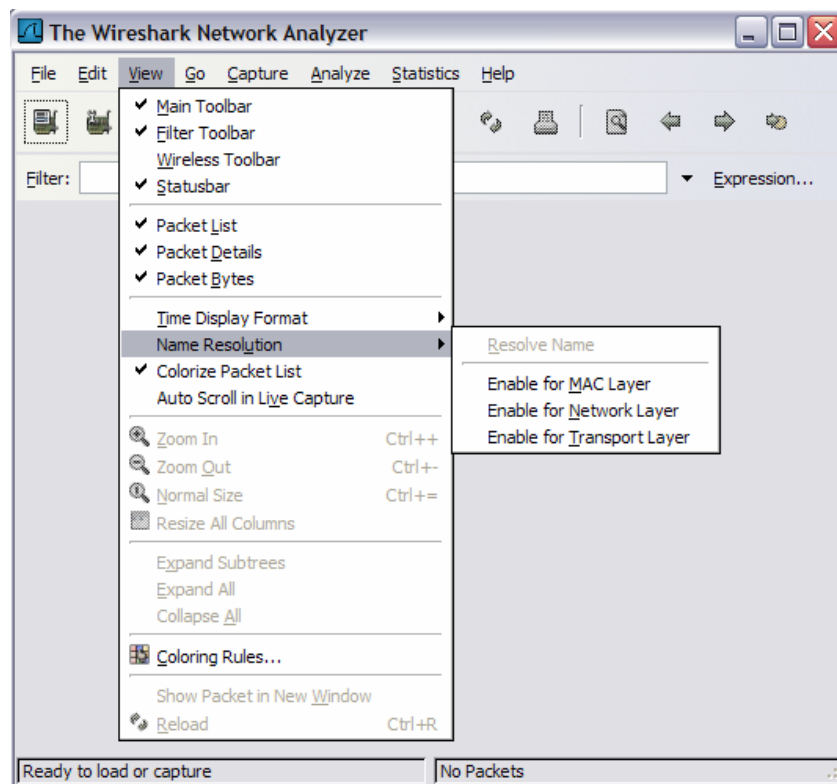 The Wireshark Network Analyzer
File Edit View Go Capture Analyze Statistics Help
Main Toolbar
Filter Toolbar
Wireless Toolbar
Statusbar
Filter: Expression...
Packet List
Packet Details
Packet Bytes
Time Display Format
Name Resolution
Colorize Packet List
Auto Scroll in Live Capture
Resolve Name
Enable for MAC Layer
Enable for Network Layer
Enable for Transport Layer
Zoom In Ctrl++
Zoom Out Ctrl+-
Normal Size Ctrl+=
Resize All Columns
Expand Subtrees
Expand All
Collapse All
Coloring Rules...
Show Packet in New Window
Reload Ctrl+R
Ready to load or capture No Packets